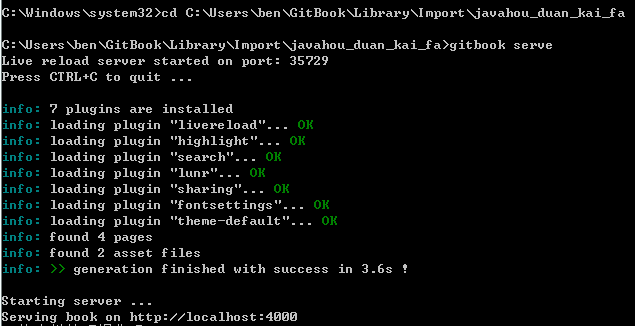 C:\Windows\system32>cd C:\Users\ben\GitBook\Library\Import\javahou_duan_kai_fa
C:\Users\ben\GitBook\Library\Import\javahou_duan_kai_fa>gitbook serve
Live reload server started on port: 35729
Press CTRL+C to quit ...
info: 7 plugins are installed
info: loading plugin "livereload"... OK
info: loading plugin "highlight"... OK
info: loading plugin "search"... OK
info: loading plugin "lunr"... OK
info: loading plugin "sharing"... OK
info: loading plugin "fontsettings"... OK
info: loading plugin "theme-default"... OK
info: found 4 pages
info: found 2 asset files
info: >> generation finished with success in 3.6s !
Starting server ...
Serving book on http://localhost:4000